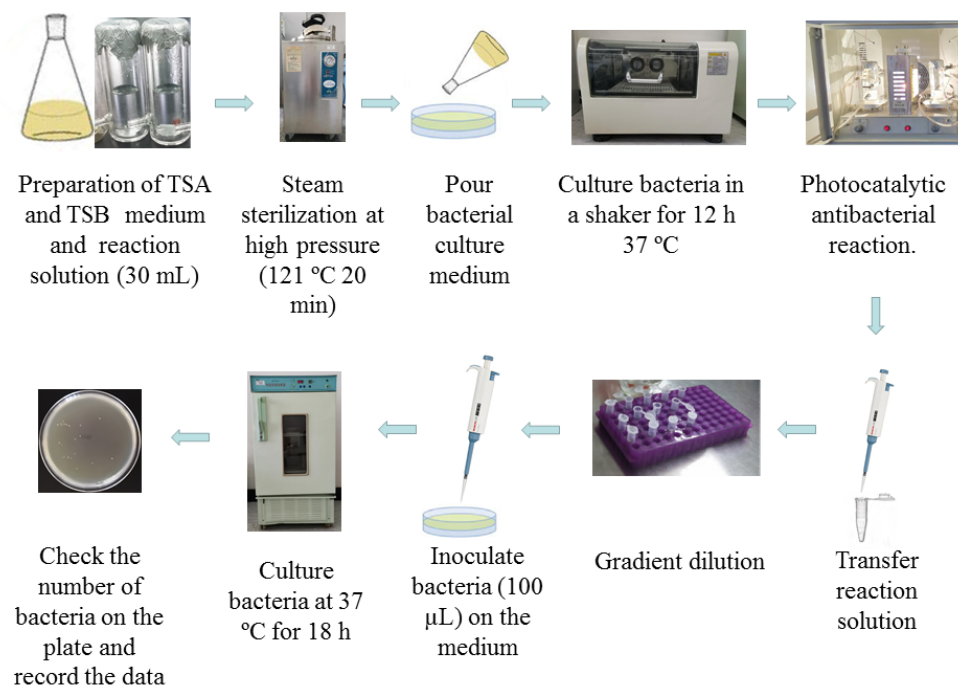 Preparation of TSA
and TSB medium
and reaction
solution (30 mL)
Steam
sterilization at
high pressure
(121 ºC 20
min)
Pour
bacterial
culture
medium
Culture bacteria in
a shaker for 12 h
37 ºC
Photocatalytic
antibacterial
reaction.
Transfer
reaction
solution
Gradient dilution
Inoculate
bacteria (100
µL) on the
medium
Culture
bacteria at 37
ºC for 18 h
Check the
number of
bacteria on the
plate and
record the data